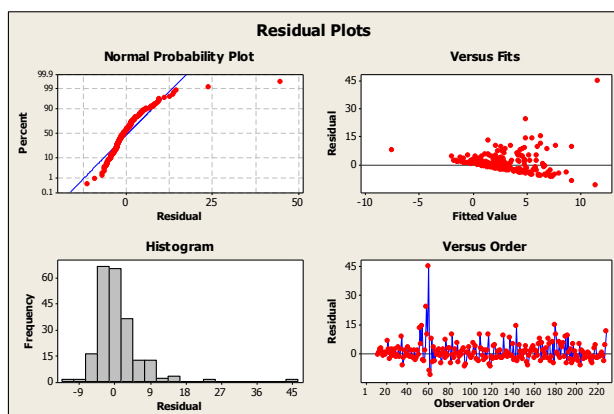 Residual Plots
Normal Probability Plot
99.9
99
90
50
10
1
0.1
Percent
0 25 50
Residual
Versus Fits
45
30
15
0
Residual
-10 -5 0 5 10
Fitted Value
Histogram
60
45
30
15
0
Frequency
-9 0 9 18 27 36 45
Residual
Versus Order
45
30
15
0
Residual
1 20 40 60 80 100 120 140 160 180 200 220
Observation Order